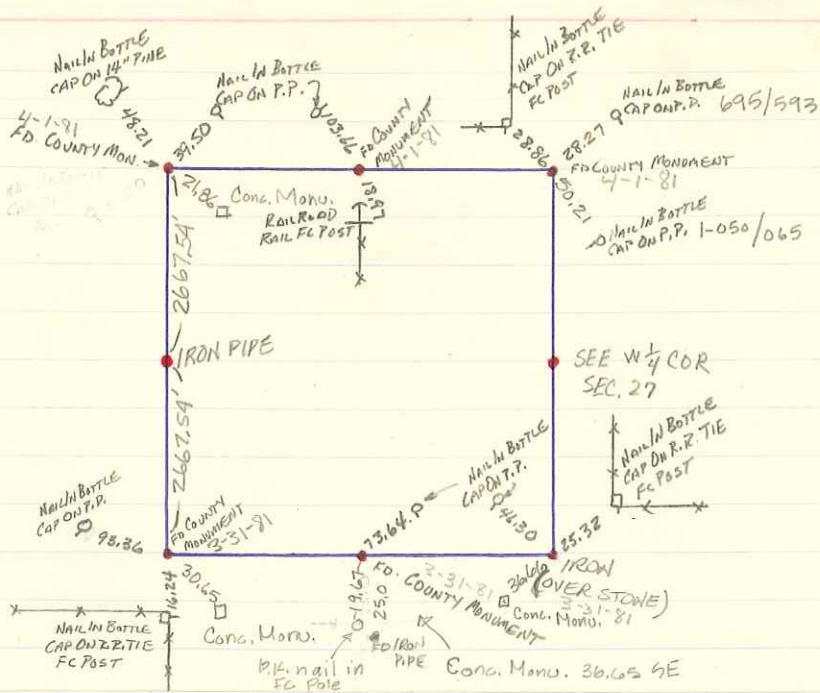 NAIL IN BOTTLE
CAP ON 14" PINE
48.21
4-1-81
FD. COUNTY MON.
NAIL IN BOTTLE
CAP ON P.P.
39.50
103.66
FD COUNTY
MONUMENT
4-1-81
NAIL IN BOTTLE
CAP ON R.R. TIE
FC POST
28.86
NAIL IN BOTTLE
CAP ON P.P. 695/593
28.27
FD COUNTY MONUMENT
4-1-81
50.21
NAIL IN BOTTLE
CAP ON P.P. 1-050/065
21.86
Conc. Monu.
18.97
RAILROAD
RAIL FC POST
2667.54'
IRON PIPE
2667.54'
SEE W 1/4 COR
SEC. 27
NAIL IN BOTTLE
CAP ON R.R. TIE
FC POST
25.32
NAIL IN BOTTLE
CAP ON P.P.
93.36
FD COUNTY
MONUMENT
3-31-81
NAIL IN BOTTLE
CAP ON P.P.
73.64
46.30
IRON
(OVER STONE)
3-31-81
36.66
Conc. Monu.
3-31-81
FD. COUNTY MONUMENT
16.24
30.65
Conc. Monu.
NAIL IN BOTTLE
CAP ON R.R. TIE
FC POST
19.67
25.0
P.K. nail in
FC Pole
FD IRON
PIPE
Conc. Monu. 36.65 SE